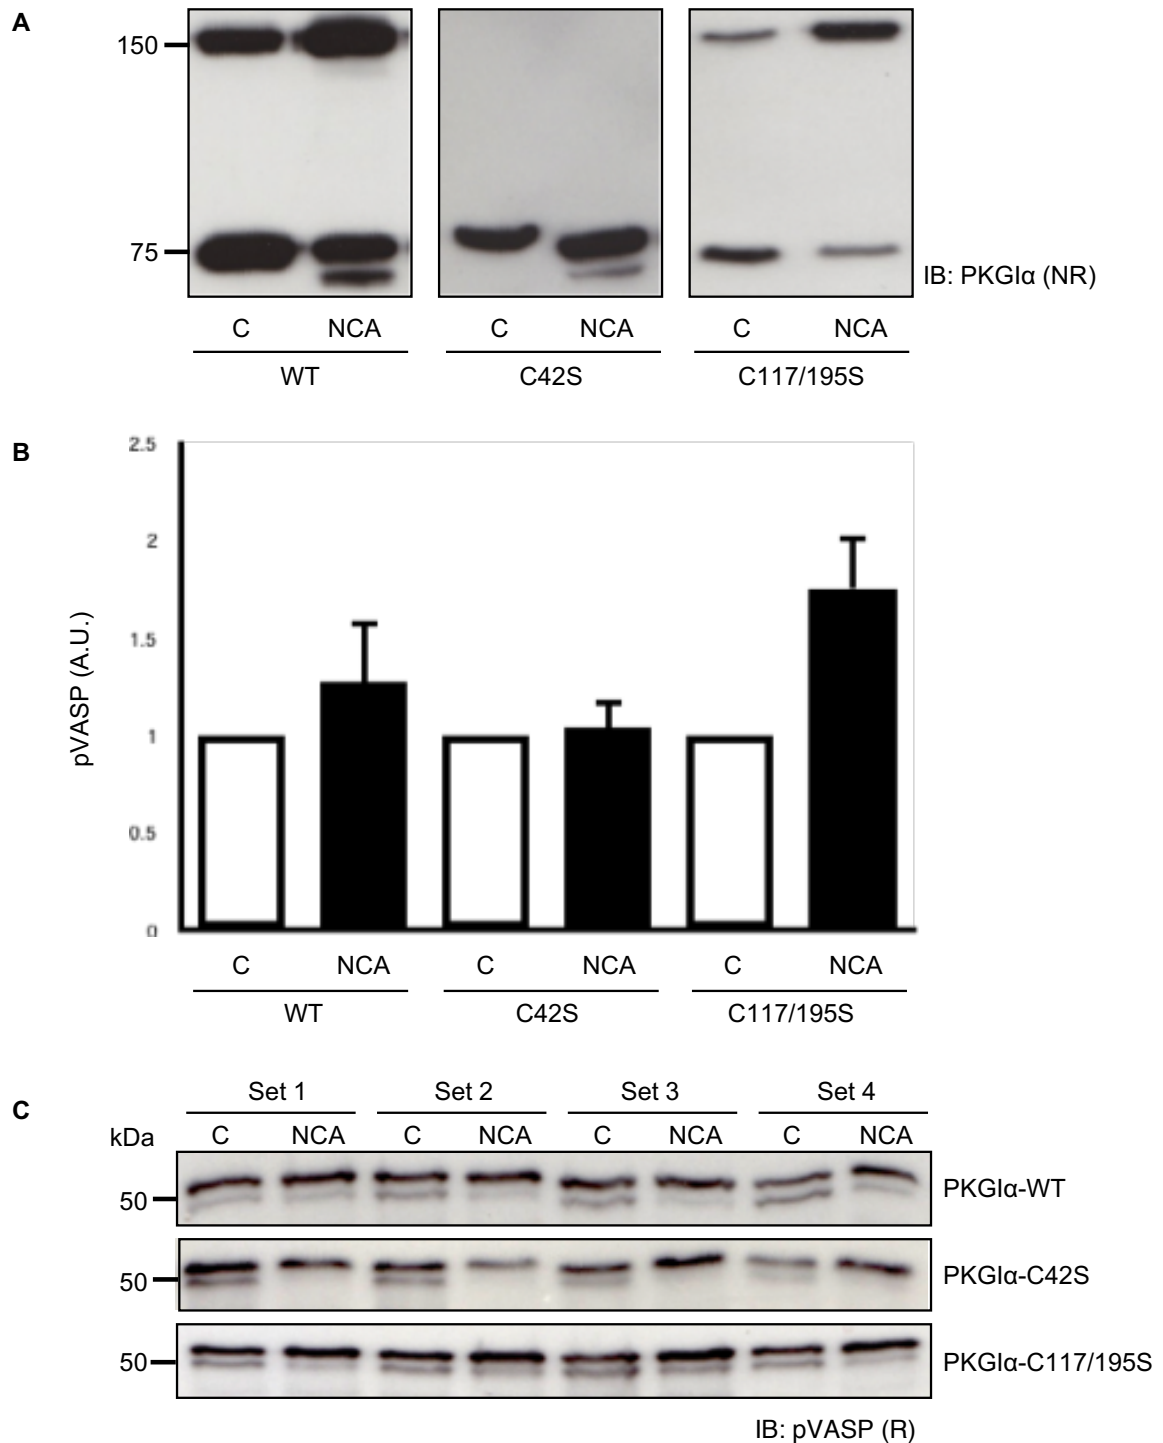 A
150
75
IB: PKGIα (NR)
C NCA C NCA C NCA
WT C42S C117/195S
B
2.5
2
1.5
1
0.5
0
pVASP (A.U.)
C NCA C NCA C NCA
WT C42S C117/195S
C
Set 1 Set 2 Set 3 Set 4
kDa C NCA C NCA C NCA C NCA
50 PKGIα-WT
50 PKGIα-C42S
50 PKGIα-C117/195S
IB: pVASP (R)